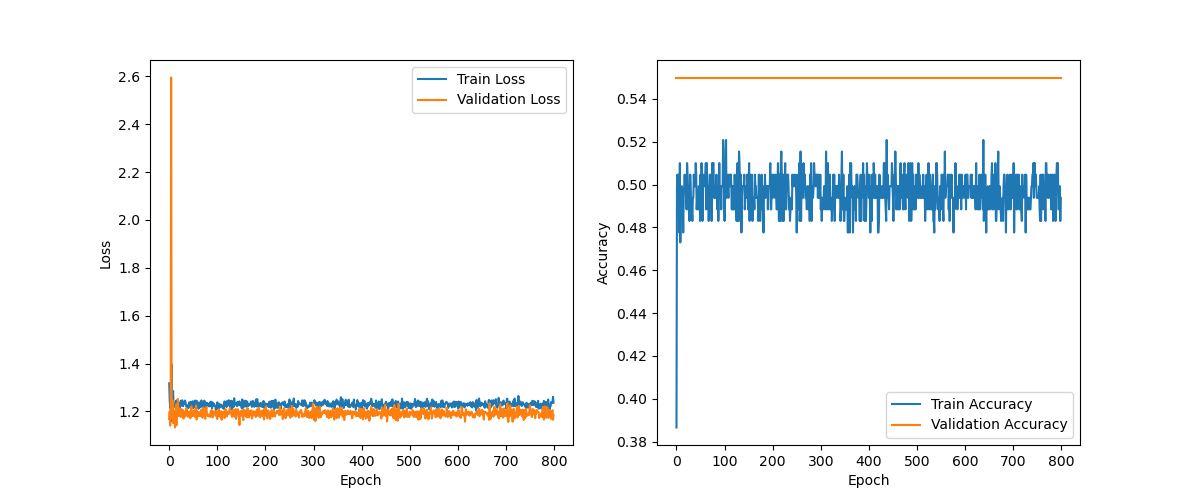 Train Loss
Validation Loss
2.6
2.4
2.2
2.0
1.8
1.6
1.4
1.2
Loss
0 100 200 300 400 500 600 700 800
Epoch
0.54
0.52
0.50
0.48
0.46
0.44
0.42
0.40
0.38
Accuracy
Train Accuracy
Validation Accuracy
0 100 200 300 400 500 600 700 800
Epoch